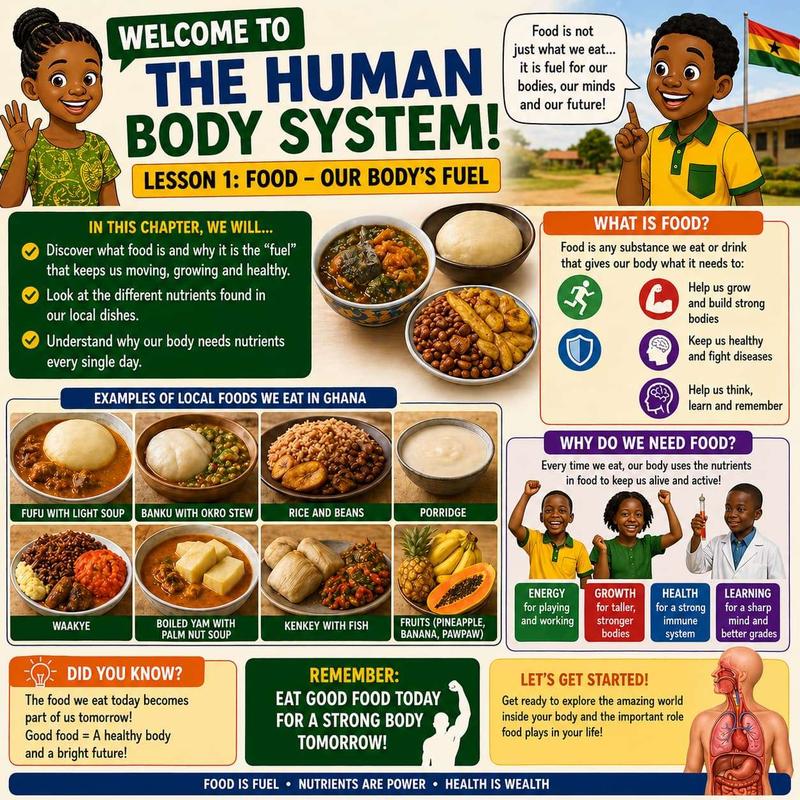 WELCOME TO
THE HUMAN
BODY SYSTEM!
LESSON 1: FOOD – OUR BODY'S FUEL
Food is not
just what we eat...
it is fuel for our
bodies, our minds
and our future!
IN THIS CHAPTER, WE WILL...
Discover what food is and why it is the “fuel”
that keeps us moving, growing and healthy.
Look at the different nutrients found in
our local dishes.
Understand why our body needs nutrients
every single day.
WHAT IS FOOD?
Food is any substance we eat or drink
that gives our body what it needs to:
Help us grow
and build strong
bodies
Keep us healthy
and fight diseases
Help us think,
learn and remember
EXAMPLES OF LOCAL FOODS WE EAT IN GHANA
FUFU WITH LIGHT SOUP
BANKU WITH OKRO STEW
RICE AND BEANS
PORRIDGE
WAAKYE
BOILED YAM WITH
PALM NUT SOUP
KENKEY WITH FISH
FRUITS (PINEAPPLE,
BANANA, PAWPAW)
WHY DO WE NEED FOOD?
Every time we eat, our body uses the nutrients
in food to keep us alive and active!
ENERGY
for playing
and working
GROWTH
for taller,
stronger
bodies
HEALTH
for a strong
immune
system
LEARNING
for a sharp
mind and
better grades
DID YOU KNOW?
The food we eat today becomes
part of us tomorrow!
Good food = A healthy body
and a bright future!
REMEMBER:
EAT GOOD FOOD TODAY
FOR A STRONG BODY
TOMORROW!
LET'S GET STARTED!
Get ready to explore the amazing world
inside your body and the important role
food plays in your life!
FOOD IS FUEL • NUTRIENTS ARE POWER • HEALTH IS WEALTH